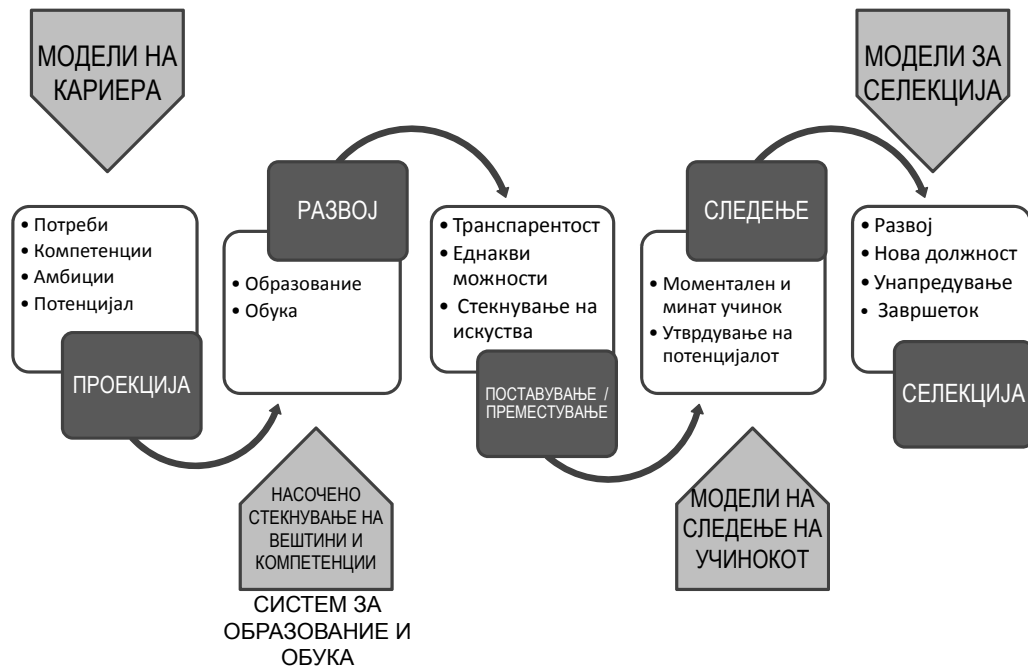 МОДЕЛИ НА
КАРИЕРА
МОДЕЛИ ЗА
СЕЛЕКЦИЈА
• Потреби
• Компетенции
• Амбиции
• Потенцијал
ПРОЕКЦИЈА
РАЗВОЈ
• Образование
• Обука
• Транспарентост
• Еднакви
можности
• Стекнување на
искуства
ПОСТАВУВАЊЕ /
ПРЕМЕСТУВАЊЕ
СЛЕДЕЊЕ
• Моментален и
минат учинок
• Утврдување на
потенцијалот
• Развој
• Нова должност
• Унапредување
• Завршеток
СЕЛЕКЦИЈА
НАСОЧЕНО
СТЕКНУВАЊЕ НА
ВЕШТИНИ И
КОМПЕТЕНЦИИ
СИСТЕМ ЗА
ОБРАЗОВАНИЕ И
ОБУКА
МОДЕЛИ НА
СЛЕДЕЊЕ НА
УЧИНОКОТ